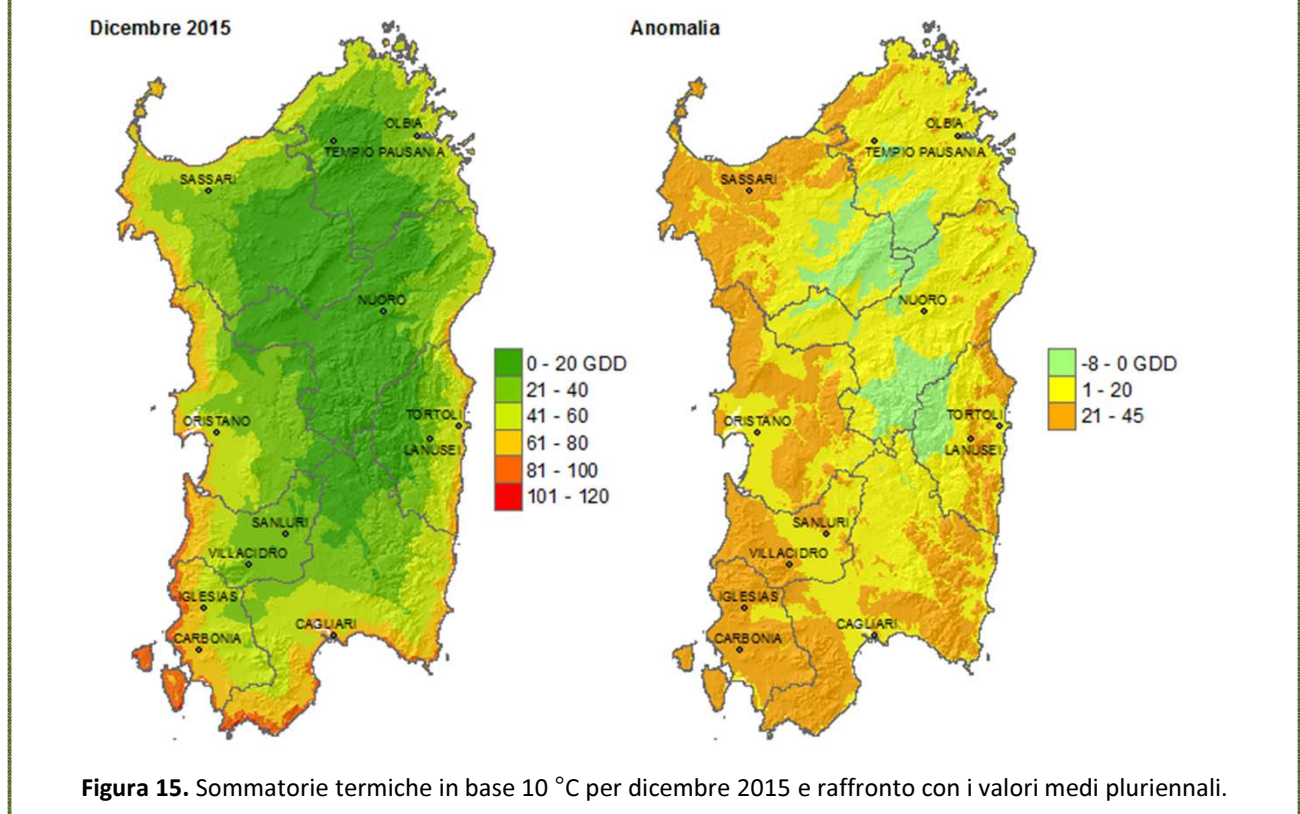 Dicembre 2015
OLBIA
TEMPIO PAUSANIA
SASSARI
NUORO
ORISTANO
TORTOLI
LANUSEI
SANLURI
VILLACIDRO
IGLESIAS
CAGLIARI
CARBONIA
0 - 20 GDD
21 - 40
41 - 60
61 - 80
81 - 100
101 - 120
Anomalia
OLBIA
TEMPIO PAUSANIA
SASSARI
NUORO
ORISTANO
TORTOLI
LANUSEI
SANLURI
VILLACIDRO
IGLESIAS
CAGLIARI
CARBONIA
-8 - 0 GDD
1 - 20
21 - 45
Figura 15. Sommatorie termiche in base 10 °C per dicembre 2015 e raffronto con i valori medi pluriennali.